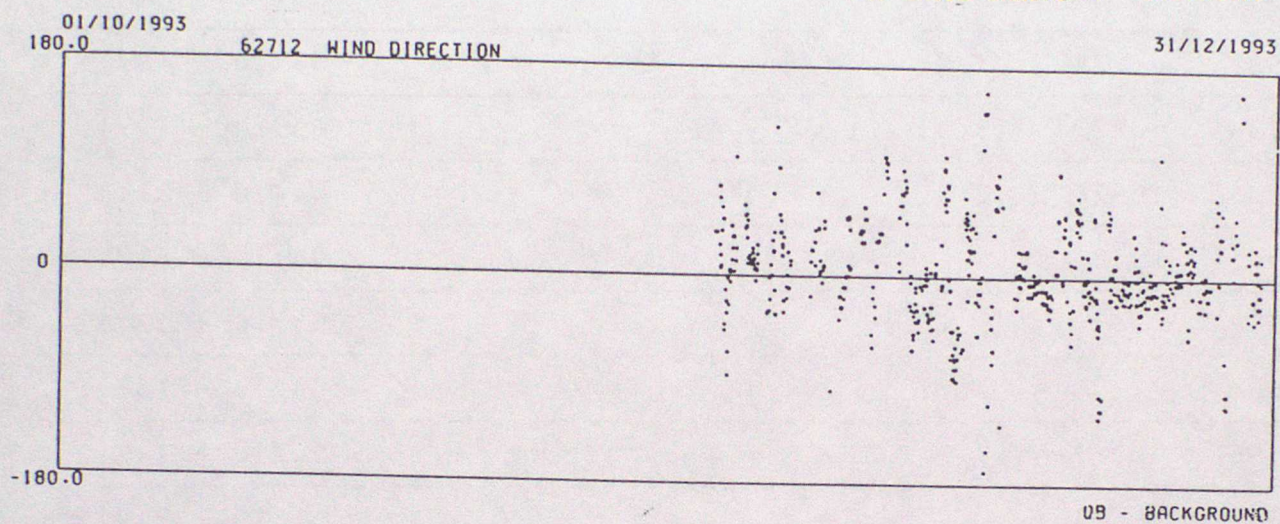 01/10/1993
180.0
62712 WIND DIRECTION
31/12/1993
0
-180.0
OB - BACKGROUND